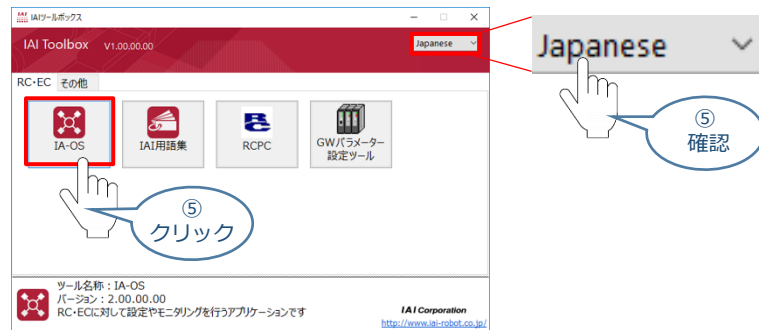 IAIツールボックス
IAI Toolbox V1.00.00.00
Japanese
RC・EC その他
IA-OS
IAI用語集
RCPC
GWパラメーター
設定ツール
⑤
クリック
ツール名称：IA-OS
バージョン：2.00.00.00
RC・ECに対して設定やモニタリングを行うアプリケーションです
IAI Corporation
http://www.iai-robot.co.jp/
Japanese
⑤
確認